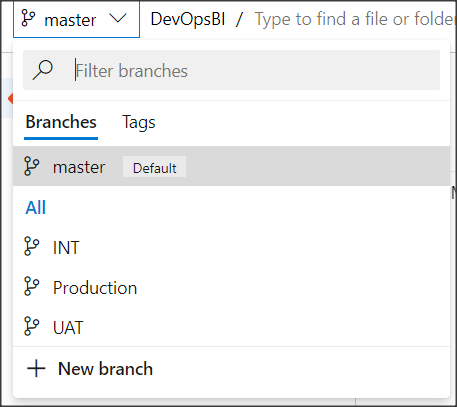 master DevOpsBI / Type to find a file or folder
Filter branches
Branches Tags
master Default
All
INT
Production
UAT
New branch